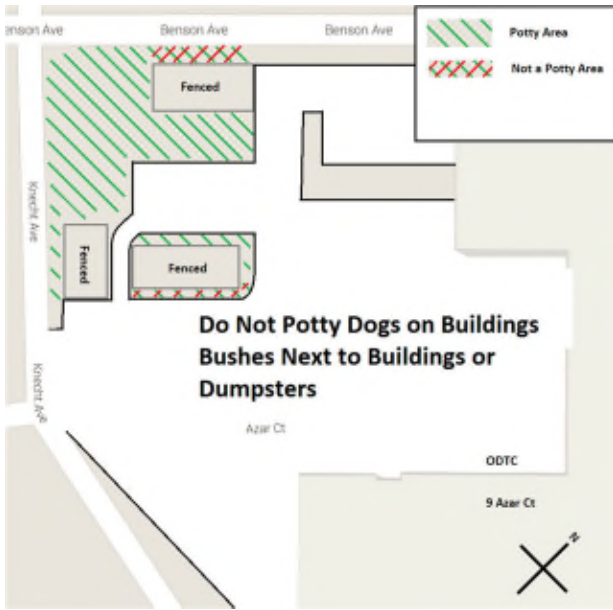 enson Ave
Benson Ave
Benson Ave
Potty Area
Not a Potty Area
Fenced
Knecht Ave
Fenced
Fenced
Do Not Potty Dogs on Buildings
Bushes Next to Buildings or
Dumpsters
Knecht Ave
Azar Ct
ODTC
9 Azar Ct
N